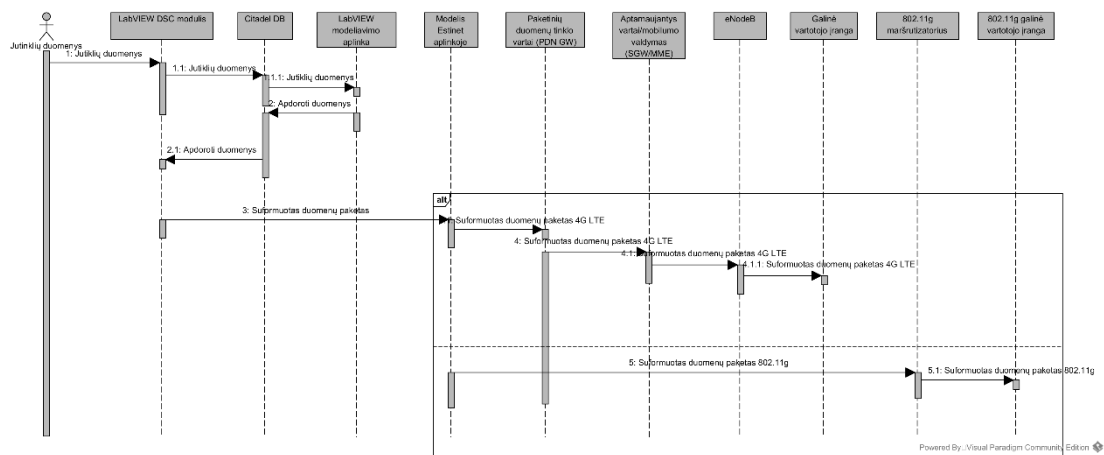 Jutinklių duomenys
LabVIEW DSC modulis
Citadel DB
LabVIEW
modeliavimo
aplinka
Modelis
Estinet
aplinkoje
Paketinių
duomenų tinklo
vartai (PDN GW)
Aptarnaujantys
vartai/mobilumo
valdymas
(SGW/MME)
eNodeB
Galinė
vartotojo įranga
802.11g
maršrutizatorius
802.11g galinė
vartotojo įranga
1: Jutiklių duomenys
1.1: Jutiklių duomenys
1.1: Jutiklių duomenys
2: Apdoroti duomenys
2.1: Apdoroti duomenys
alt
3: Suformuotas duomenų paketas
Suformuotas duomenų paketas 4G LTE
4: Suformuotas duomenų paketas 4G LTE
4.1: Suformuotas duomenų paketas 4G LTE
4.1.1: Suformuotas duomenų paketas 4G LTE
5: Suformuotas duomenų paketas 802.11g
5.1: Suformuotas duomenų paketas 802.11g
Powered By Visual Paradigm Community Edition